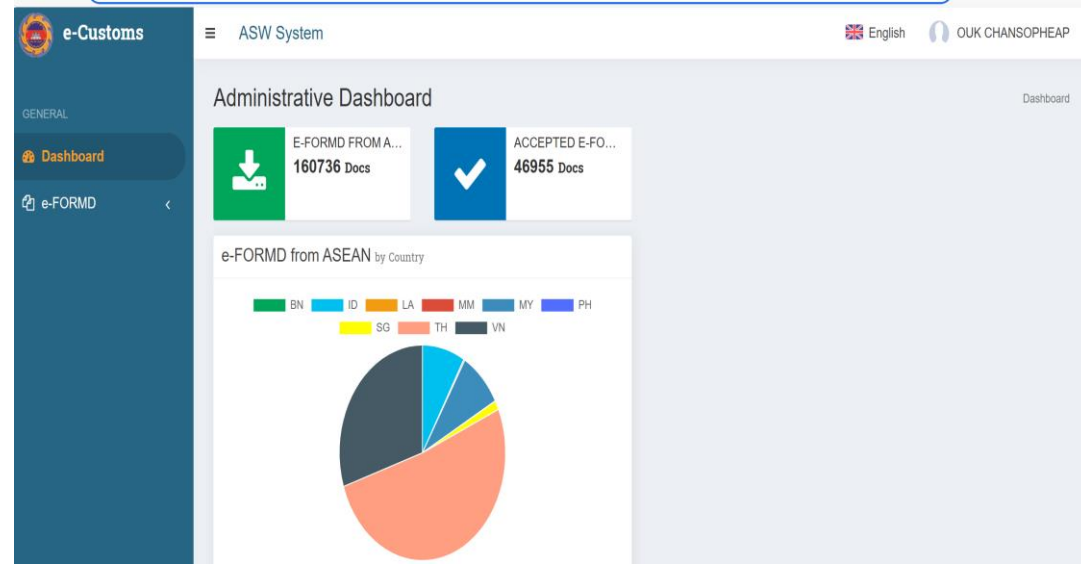 e-Customs
ASW System
English
OUK CHANSOPHEAP
GENERAL
Dashboard
e-FORMD
Administrative Dashboard
Dashboard
E-FORMD FROM A...
160736 Docs
ACCEPTED E-FO...
46955 Docs
e-FORMD from ASEAN by Country
BN ID LA MM MY PH
SG TH VN